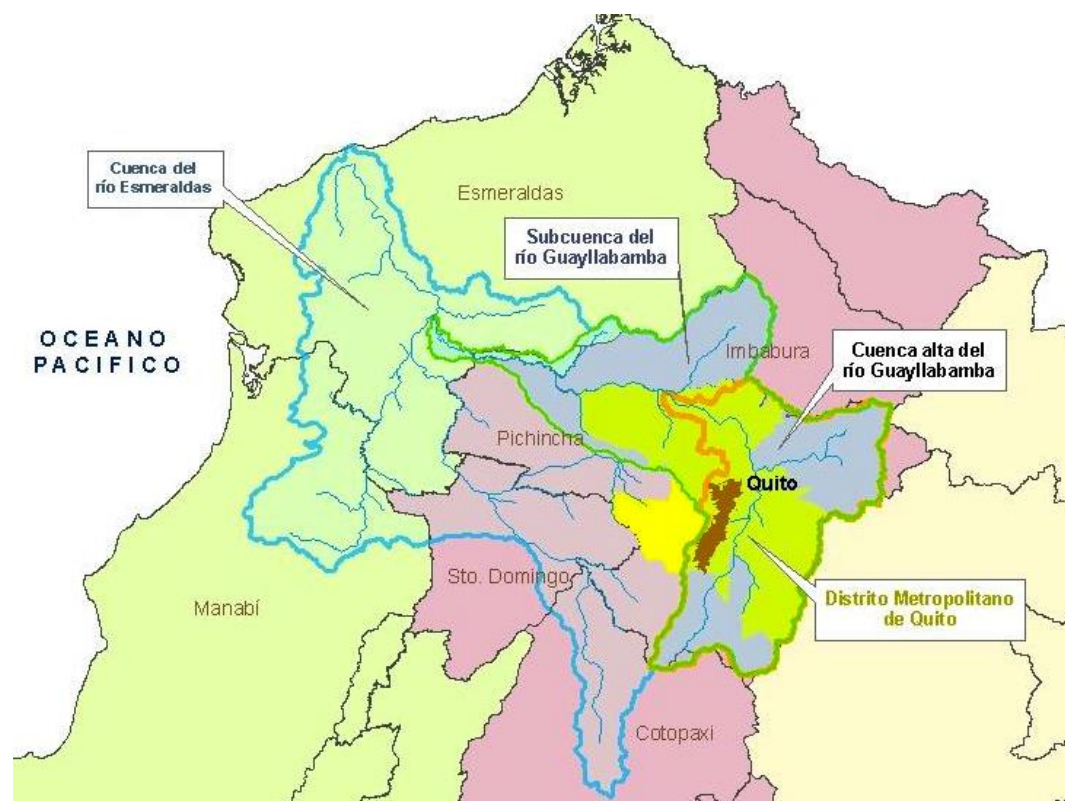 Cuenca del
río Esmeraldas
Esmeraldas
Subcuenca del
río Guayllabamba
OCEANO
PACIFICO
Imbabura
Cuenca alta del
río Guayllabamba
Pichincha
Quito
Sto. Domingo
Manabí
Distrito Metropolitano
de Quito
Cotopaxi